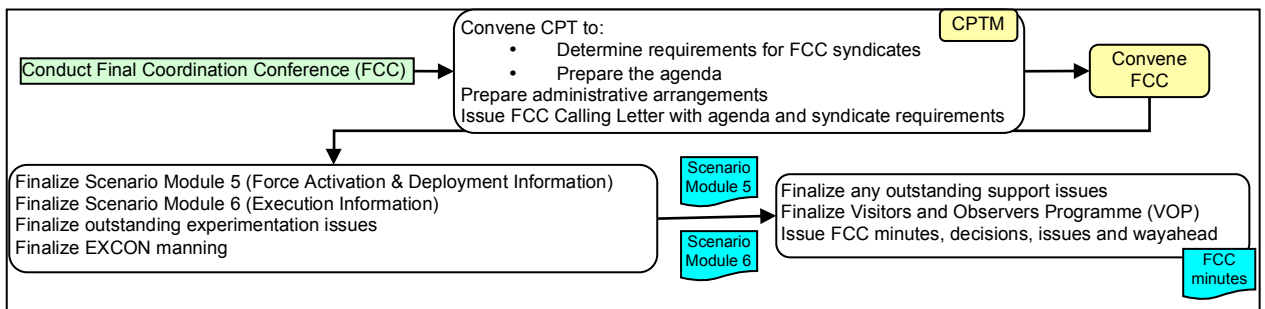 Conduct Final Coordination Conference (FCC)
Convene CPT to:
• Determine requirements for FCC syndicates
• Prepare the agenda
Prepare administrative arrangements
Issue FCC Calling Letter with agenda and syndicate requirements
CPTM
Convene
FCC
Finalize Scenario Module 5 (Force Activation & Deployment Information)
Finalize Scenario Module 6 (Execution Information)
Finalize outstanding experimentation issues
Finalize EXCON manning
Scenario
Module 5
Scenario
Module 6
Finalize any outstanding support issues
Finalize Visitors and Observers Programme (VOP)
Issue FCC minutes, decisions, issues and wayahead
FCC
minutes